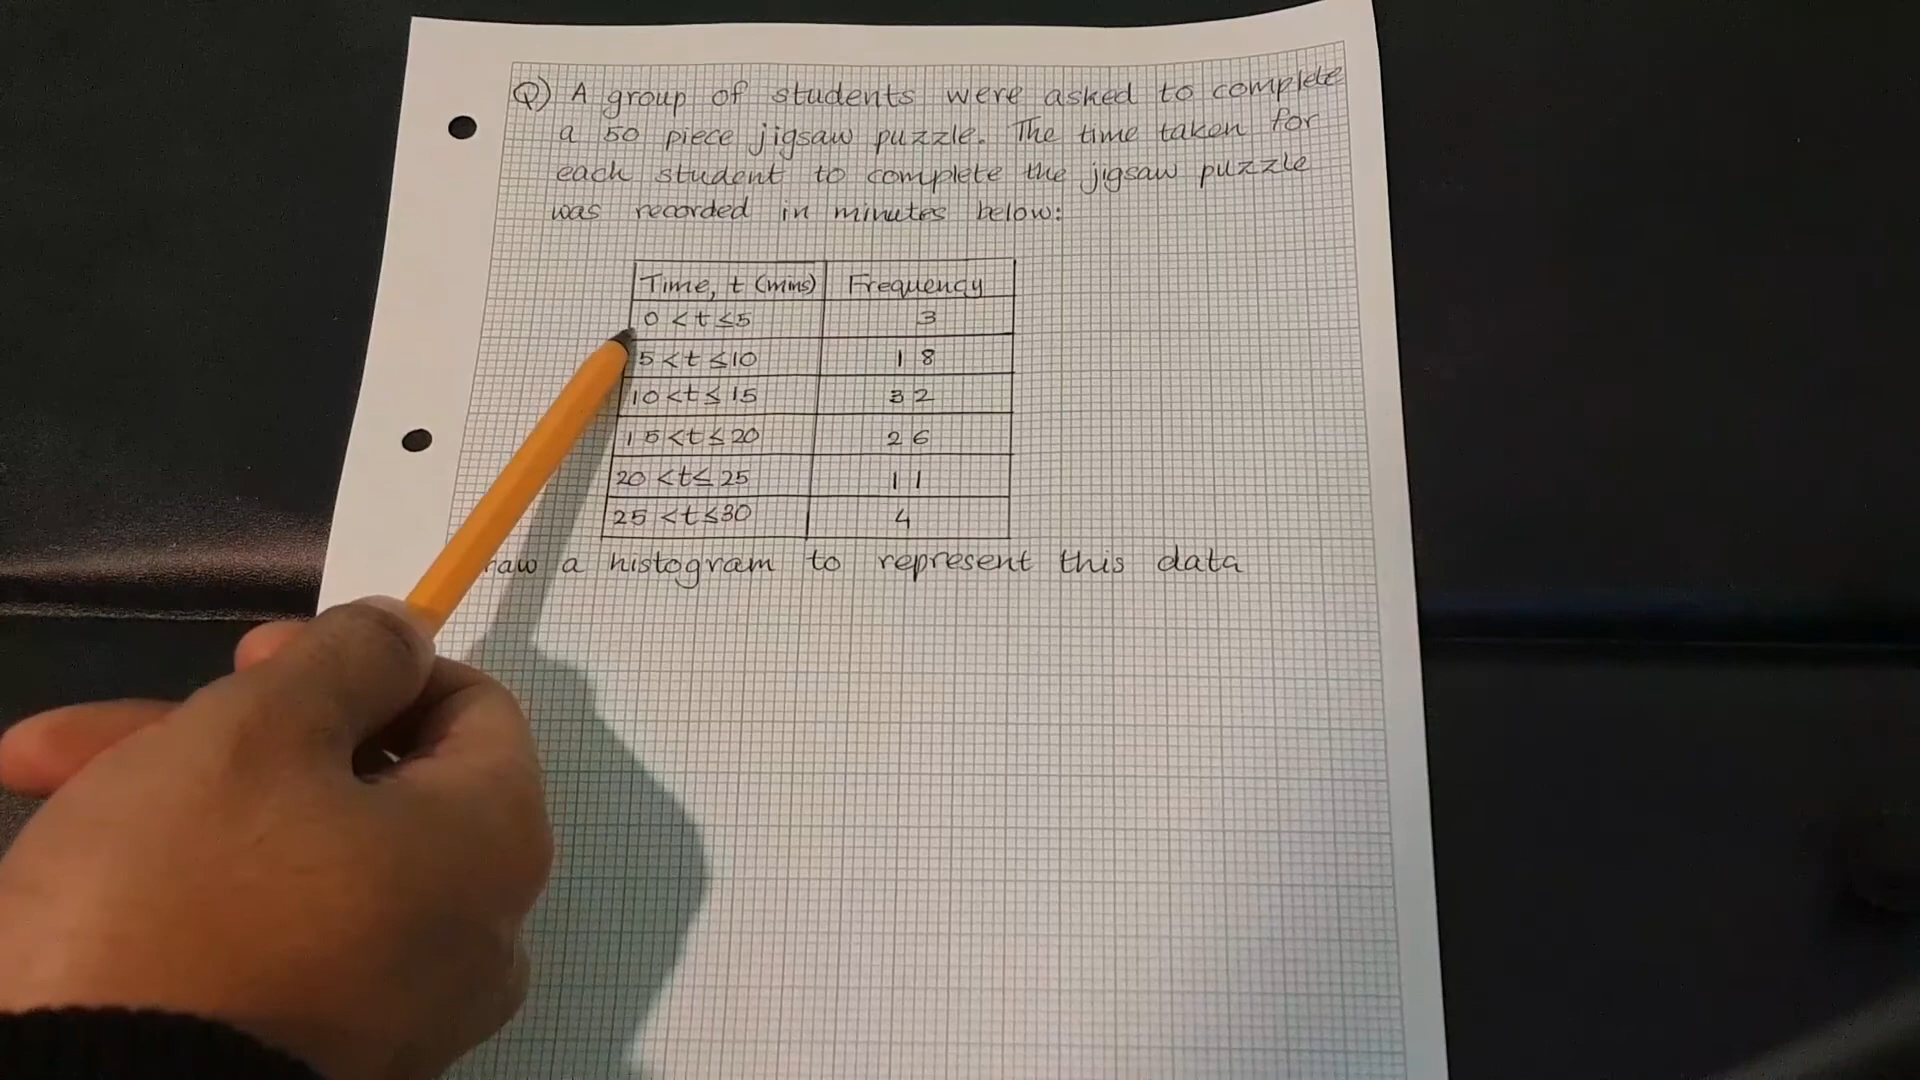 Q) A group of students were asked to complete
a 50 piece jigsaw puzzle. The time taken for
each student to complete the jigsaw puzzle
was recorded in minutes below:
Time, t (mins) Frequency
0 < t ≤ 5 3
5 < t ≤ 10 18
10 < t ≤ 15 32
15 < t ≤ 20 26
20 < t ≤ 25 11
25 < t ≤ 30 4
raw a histogram to represent this data